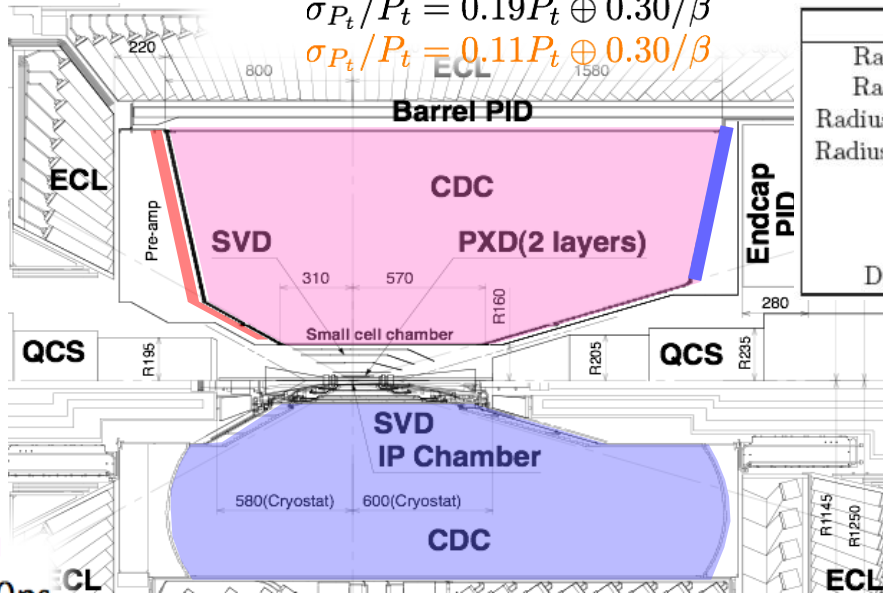 σ_{P_t}/P_t = 0.19P_t ⊕ 0.30/β
σ_{P_t}/P_t = 0.11P_t ⊕ 0.30/β
220
800
ECL
1580
Barrel PID
Ra
Ra
Radius
Radius
D
ECL
Pre-amp
CDC
Endcap
PID
SVD
PXD(2 layers)
310
570
R160
280
Small cell chamber
QCS
R195
R205
QCS
R235
SVD
IP Chamber
580(Cryostat)
600(Cryostat)
CDC
R1145
R1250
CL
ECL